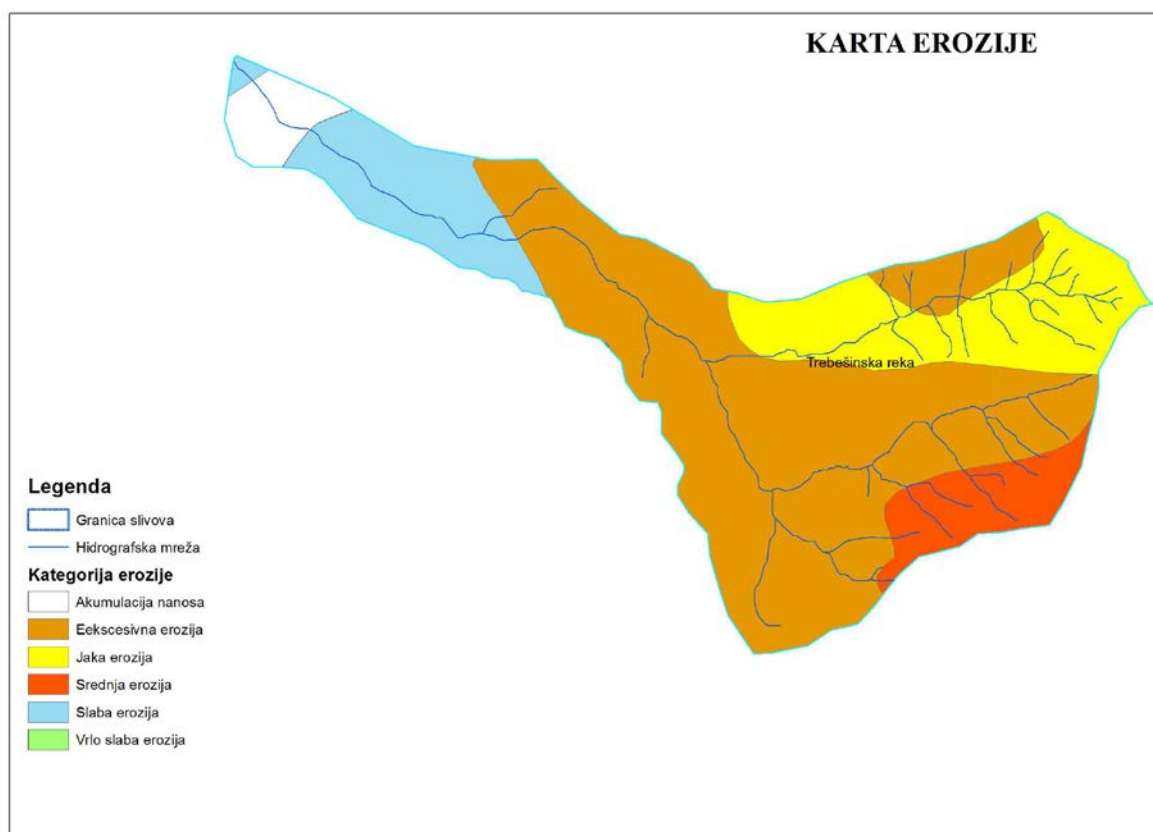 KARTA EROZIJE
Trebešinska reka
Legenda
Granica slivova
Hidrografska mreža
Kategorija erozije
Akumulacija nanosa
Eekscesivna erozija
Jaka erozija
Srednja erozija
Slaba erozija
Vrlo slaba erozija